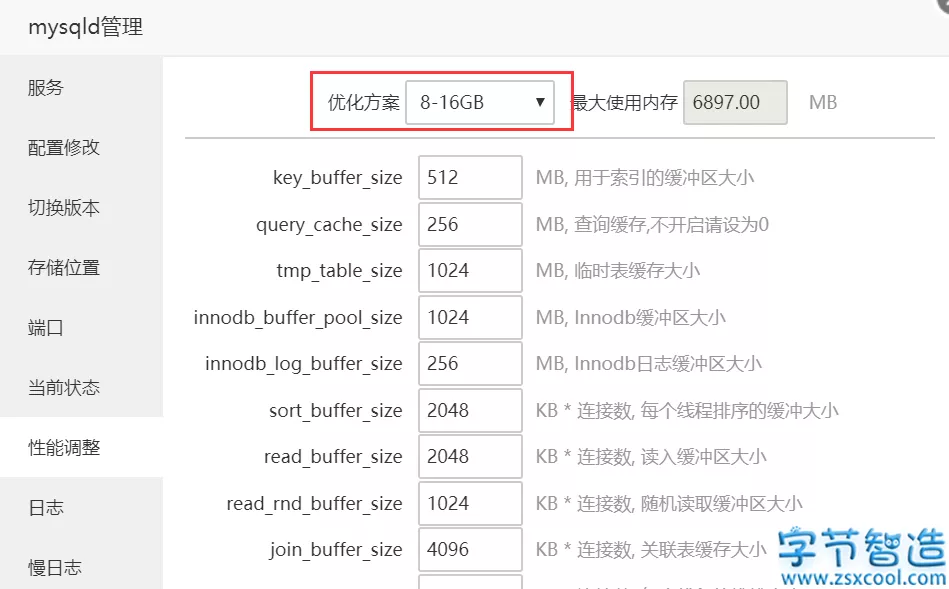 mysqld管理
服务
配置修改
切换版本
存储位置
端口
当前状态
性能调整
日志
慢日志
优化方案 8-16GB ▼ 最大使用内存 6897.00 MB
key_buffer_size 512 MB, 用于索引的缓冲区大小
query_cache_size 256 MB, 查询缓存,不开启请设为0
tmp_table_size 1024 MB, 临时表缓存大小
innodb_buffer_pool_size 1024 MB, Innodb缓冲区大小
innodb_log_buffer_size 256 MB, Innodb日志缓冲区大小
sort_buffer_size 2048 KB * 连接数, 每个线程排序的缓冲大小
read_buffer_size 2048 KB * 连接数, 读入缓冲区大小
read_rnd_buffer_size 1024 KB * 连接数, 随机读取缓冲区大小
join_buffer_size 4096 KB * 连接数, 关联表缓存大小
字节智造
www.zsxcool.com